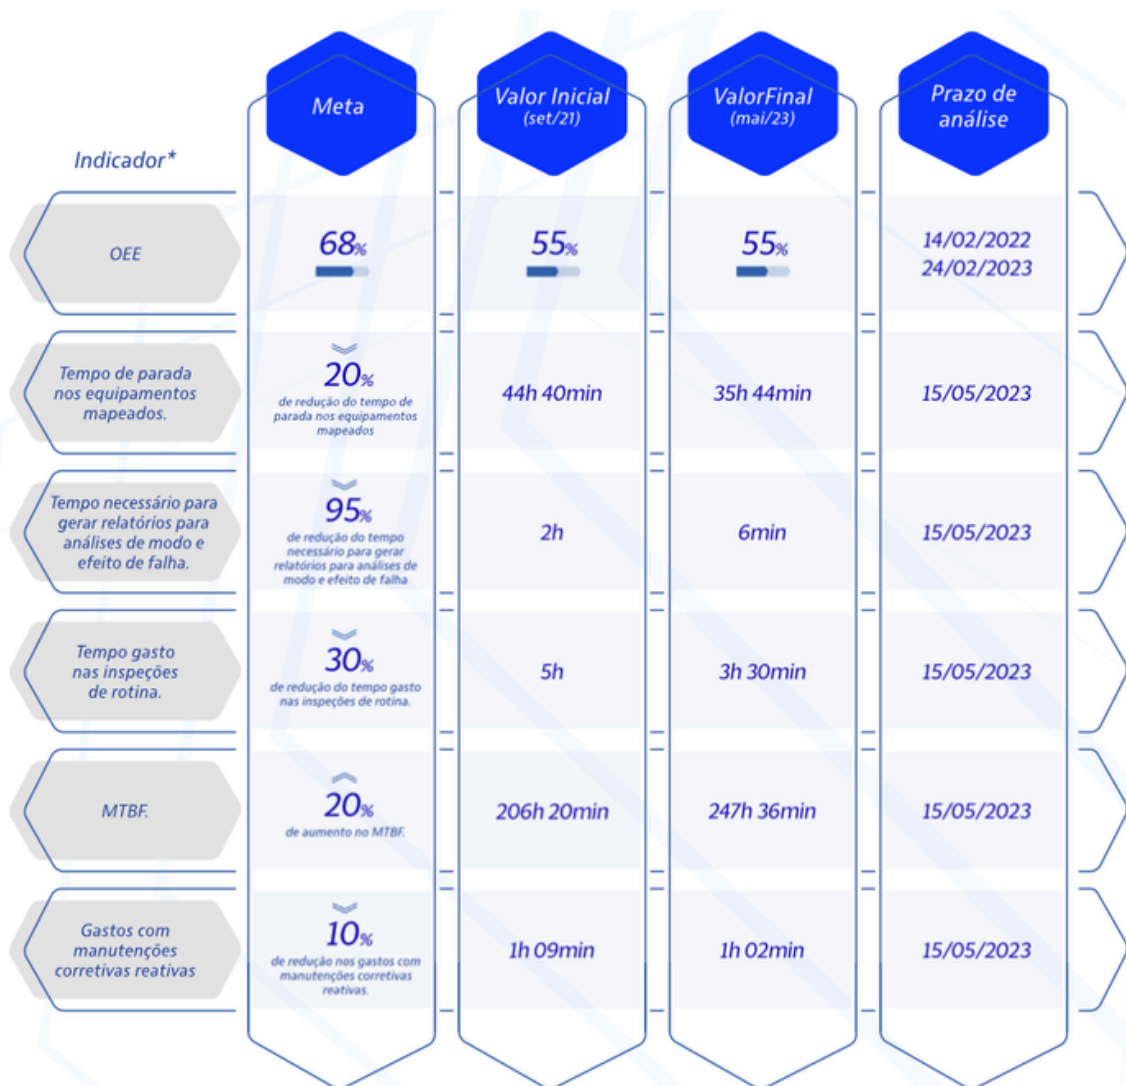 Indicador*
Meta
Valor Inicial
(set/21)
ValorFinal
(mai/23)
Prazo de
análise
OEE
68%
55%
55%
14/02/2022
24/02/2023
Tempo de parada
nos equipamentos
mapeados.
20%
de redução do tempo de
parada nos equipamentos
mapeados
44h 40min
35h 44min
15/05/2023
Tempo necessário para
gerar relatórios para
análises de modo e
efeito de falha.
95%
de redução do tempo
necessário para gerar
relatórios para análises de
modo e efeito de falha
2h
6min
15/05/2023
Tempo gasto
nas inspeções
de rotina.
30%
de redução do tempo gasto
nas inspeções de rotina.
5h
3h 30min
15/05/2023
MTBF.
20%
de aumento no MTBF.
206h 20min
247h 36min
15/05/2023
Gastos com
manutenções
corretivas reativas
10%
de redução nos gastos com
manutenções corretivas
reativas.
1h 09min
1h 02min
15/05/2023